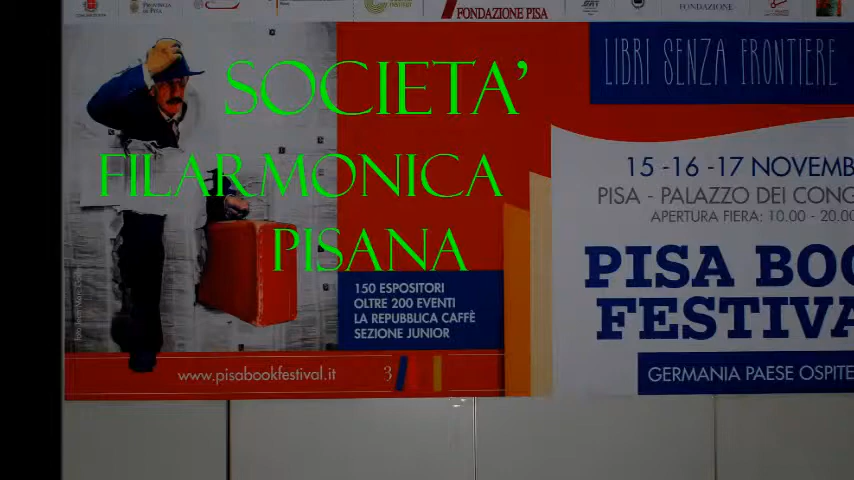 FONDAZIONE PISA
FONDAZIONE
SOCIETA'
FILARMONICA
PISANA
LIBRI SENZA FRONTIERE
15 -16 -17 NOVEMB
PISA - PALAZZO DEI CONG
APERTURA FIERA: 10.00 - 20.00
PISA BOO
FESTIVA
GERMANIA PAESE OSPITE
150 ESPOSITORI
OLTRE 200 EVENTI
LA REPUBBLICA CAFFÈ
SEZIONE JUNIOR
www.pisabookfestival.it
3